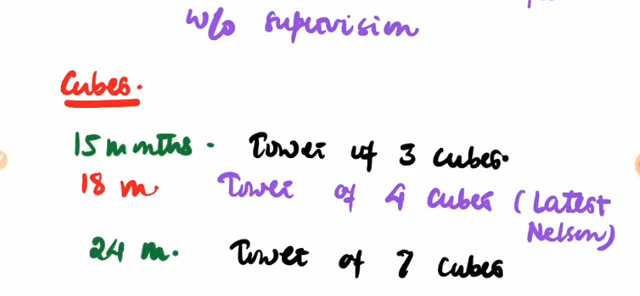 w/o supervision
Cubes.
15 months. Tower of 3 cubes.
18 m Tower of 4 cubes (Latest
Nelson)
24 m. Tower of 7 cubes